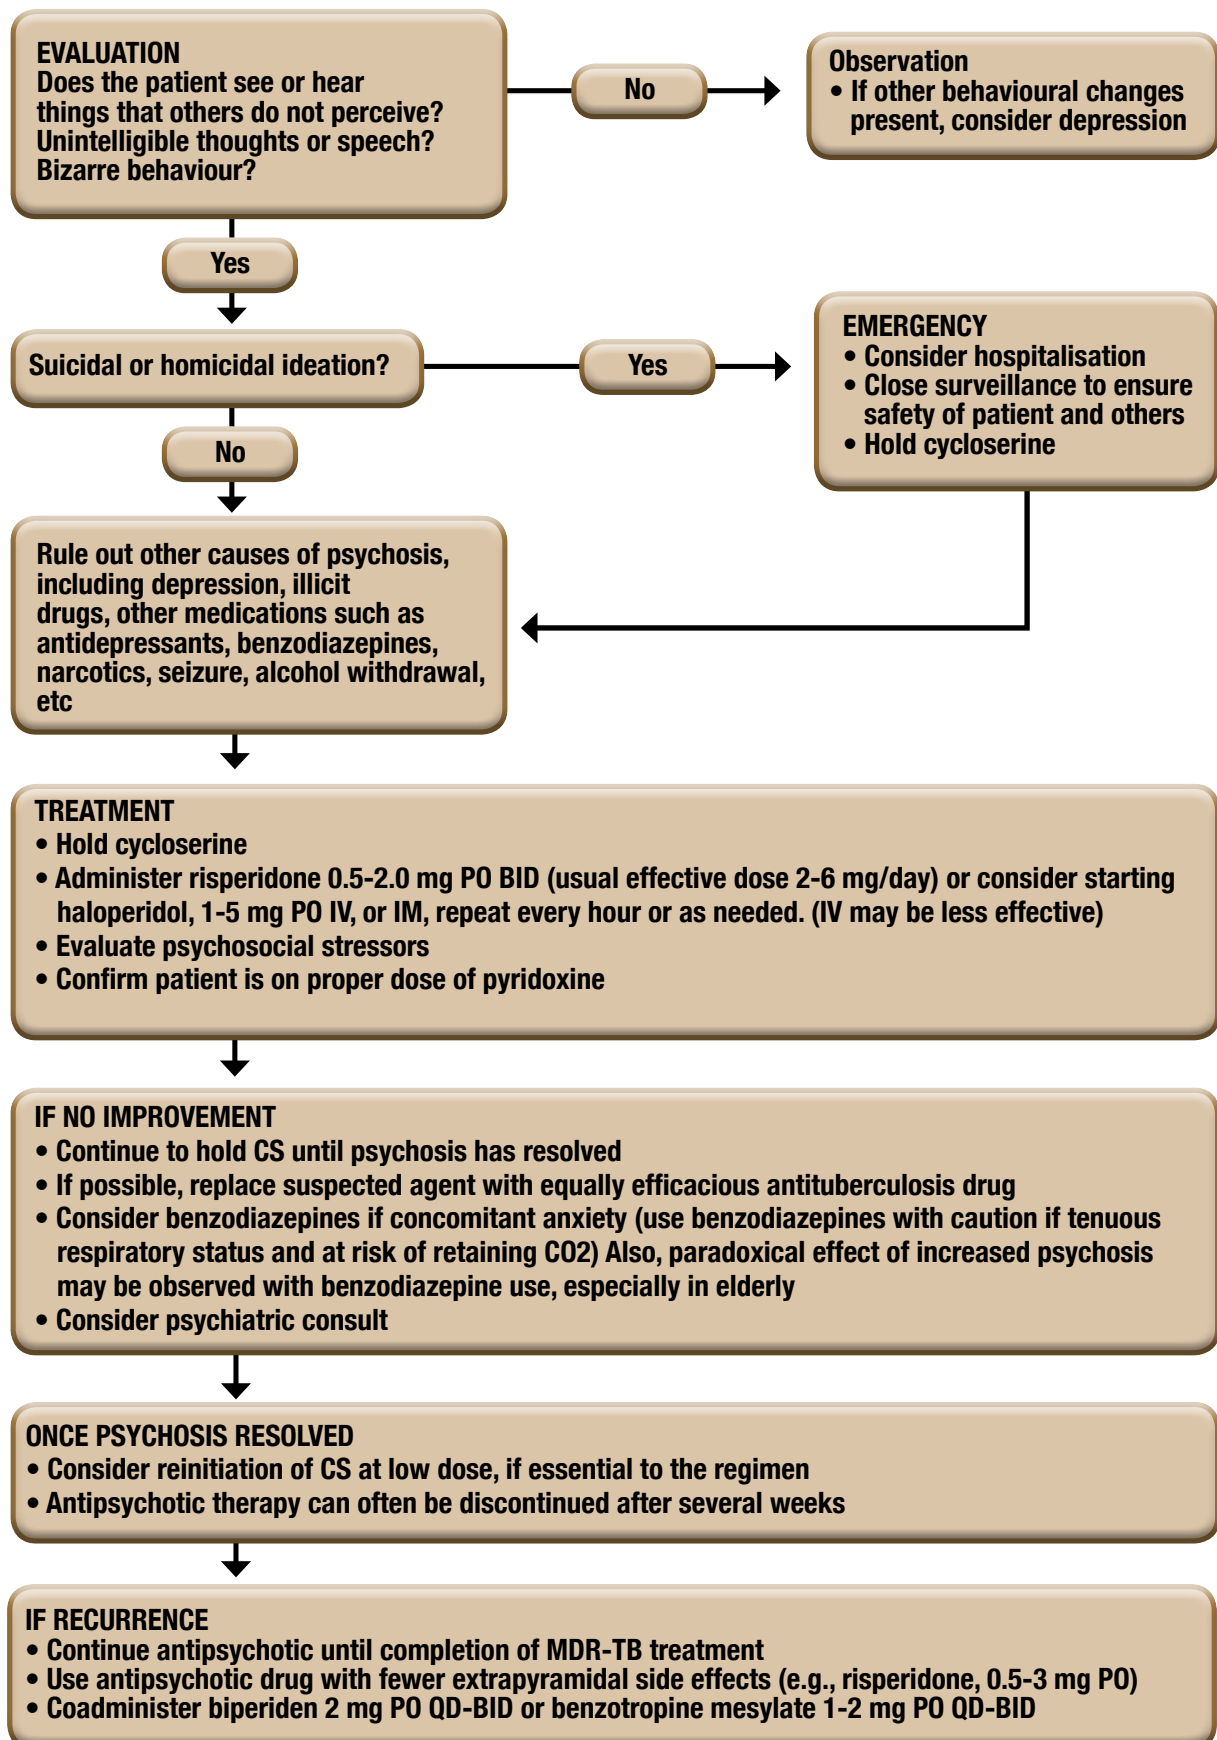 EVALUATION
Does the patient see or hear
things that others do not perceive?
Unintelligible thoughts or speech?
Bizarre behaviour?
No
Observation
• If other behavioural changes
present, consider depression
Yes
Suicidal or homicidal ideation?
Yes
EMERGENCY
• Consider hospitalisation
• Close surveillance to ensure
safety of patient and others
• Hold cycloserine
No
Rule out other causes of psychosis,
including depression, illicit
drugs, other medications such as
antidepressants, benzodiazepines,
narcotics, seizure, alcohol withdrawal,
etc
TREATMENT
• Hold cycloserine
• Administer risperidone 0.5-2.0 mg PO BID (usual effective dose 2-6 mg/day) or consider starting
haloperidol, 1-5 mg PO IV, or IM, repeat every hour or as needed. (IV may be less effective)
• Evaluate psychosocial stressors
• Confirm patient is on proper dose of pyridoxine
IF NO IMPROVEMENT
• Continue to hold CS until psychosis has resolved
• If possible, replace suspected agent with equally efficacious antituberculosis drug
• Consider benzodiazepines if concomitant anxiety (use benzodiazepines with caution if tenuous
respiratory status and at risk of retaining CO2) Also, paradoxical effect of increased psychosis
may be observed with benzodiazepine use, especially in elderly
• Consider psychiatric consult
ONCE PSYCHOSIS RESOLVED
• Consider reinitiation of CS at low dose, if essential to the regimen
• Antipsychotic therapy can often be discontinued after several weeks
IF RECURRENCE
• Continue antipsychotic until completion of MDR-TB treatment
• Use antipsychotic drug with fewer extrapyramidal side effects (e.g., risperidone, 0.5-3 mg PO)
• Coadminister biperiden 2 mg PO QD-BID or benzotropine mesylate 1-2 mg PO QD-BID